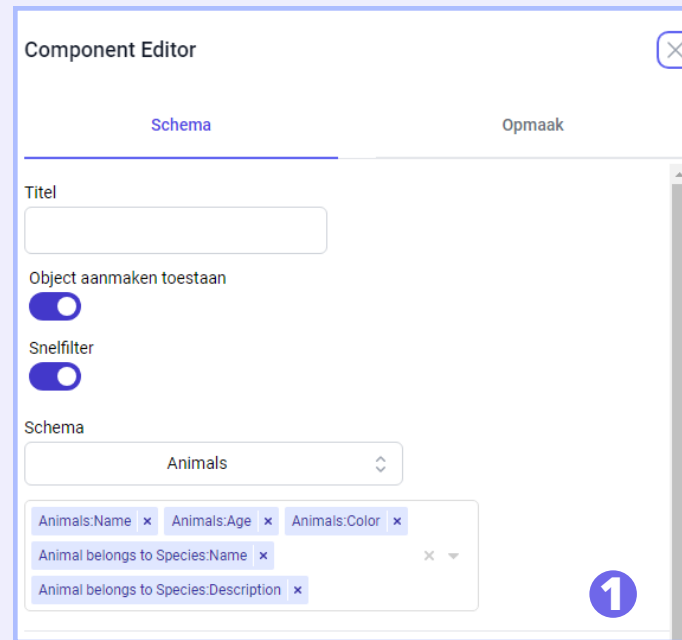 Component Editor
Schema Opmaak
Titel
Object aanmaken toestaan
Snelfilter
Schema
Animals
Animals:Name × Animals:Age × Animals:Color ×
Animal belongs to Species:Name ×
Animal belongs to Species:Description ×
1